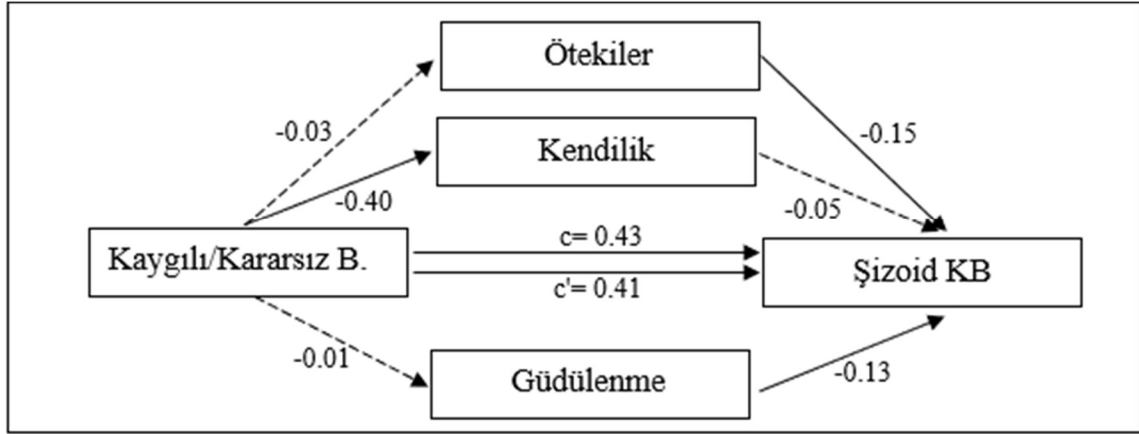 Ötekiler
-0.03
-0.15
Kendilik
-0.40
-0.05
Kaygılı/Kararsız B.
c= 0.43
c'= 0.41
Şizoid KB
-0.01
Güdülenme
-0.13